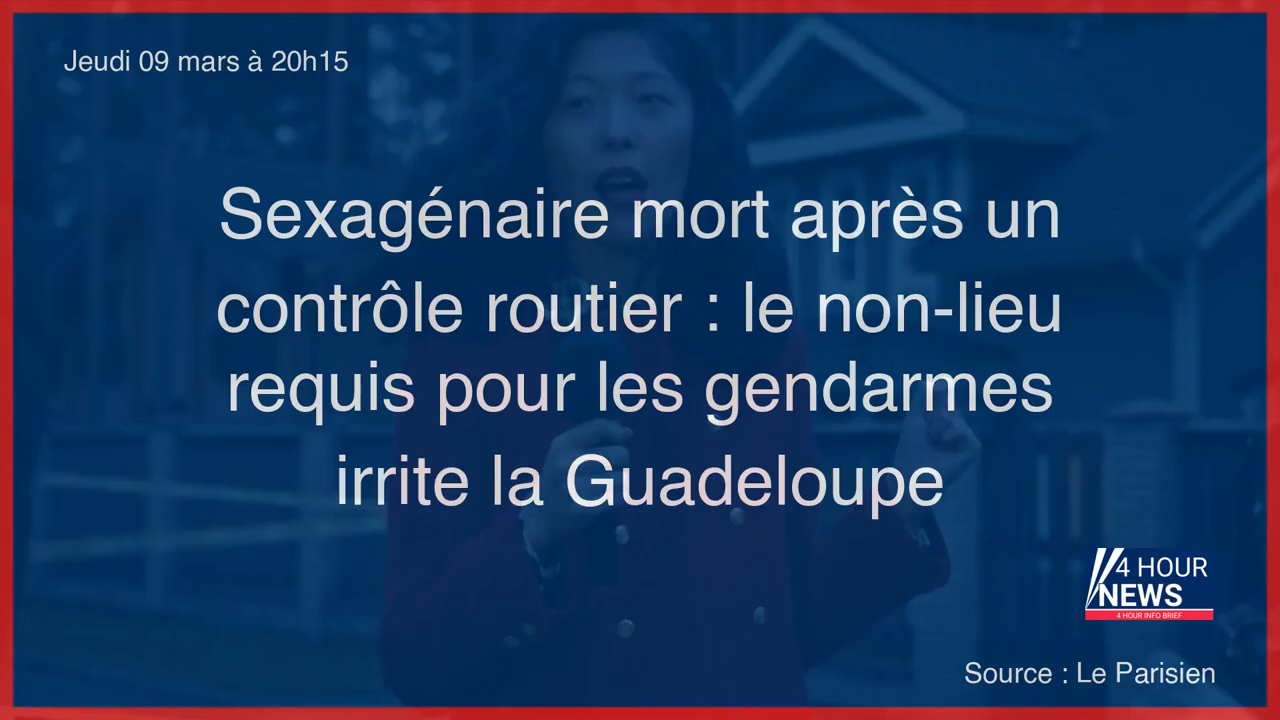 Jeudi 09 mars à 20h15
Sexagénaire mort après un
contrôle routier : le non-lieu
requis pour les gendarmes
irrite la Guadeloupe
4 HOUR
NEWS
4 HOUR INFO BRIEF
Source : Le Parisien